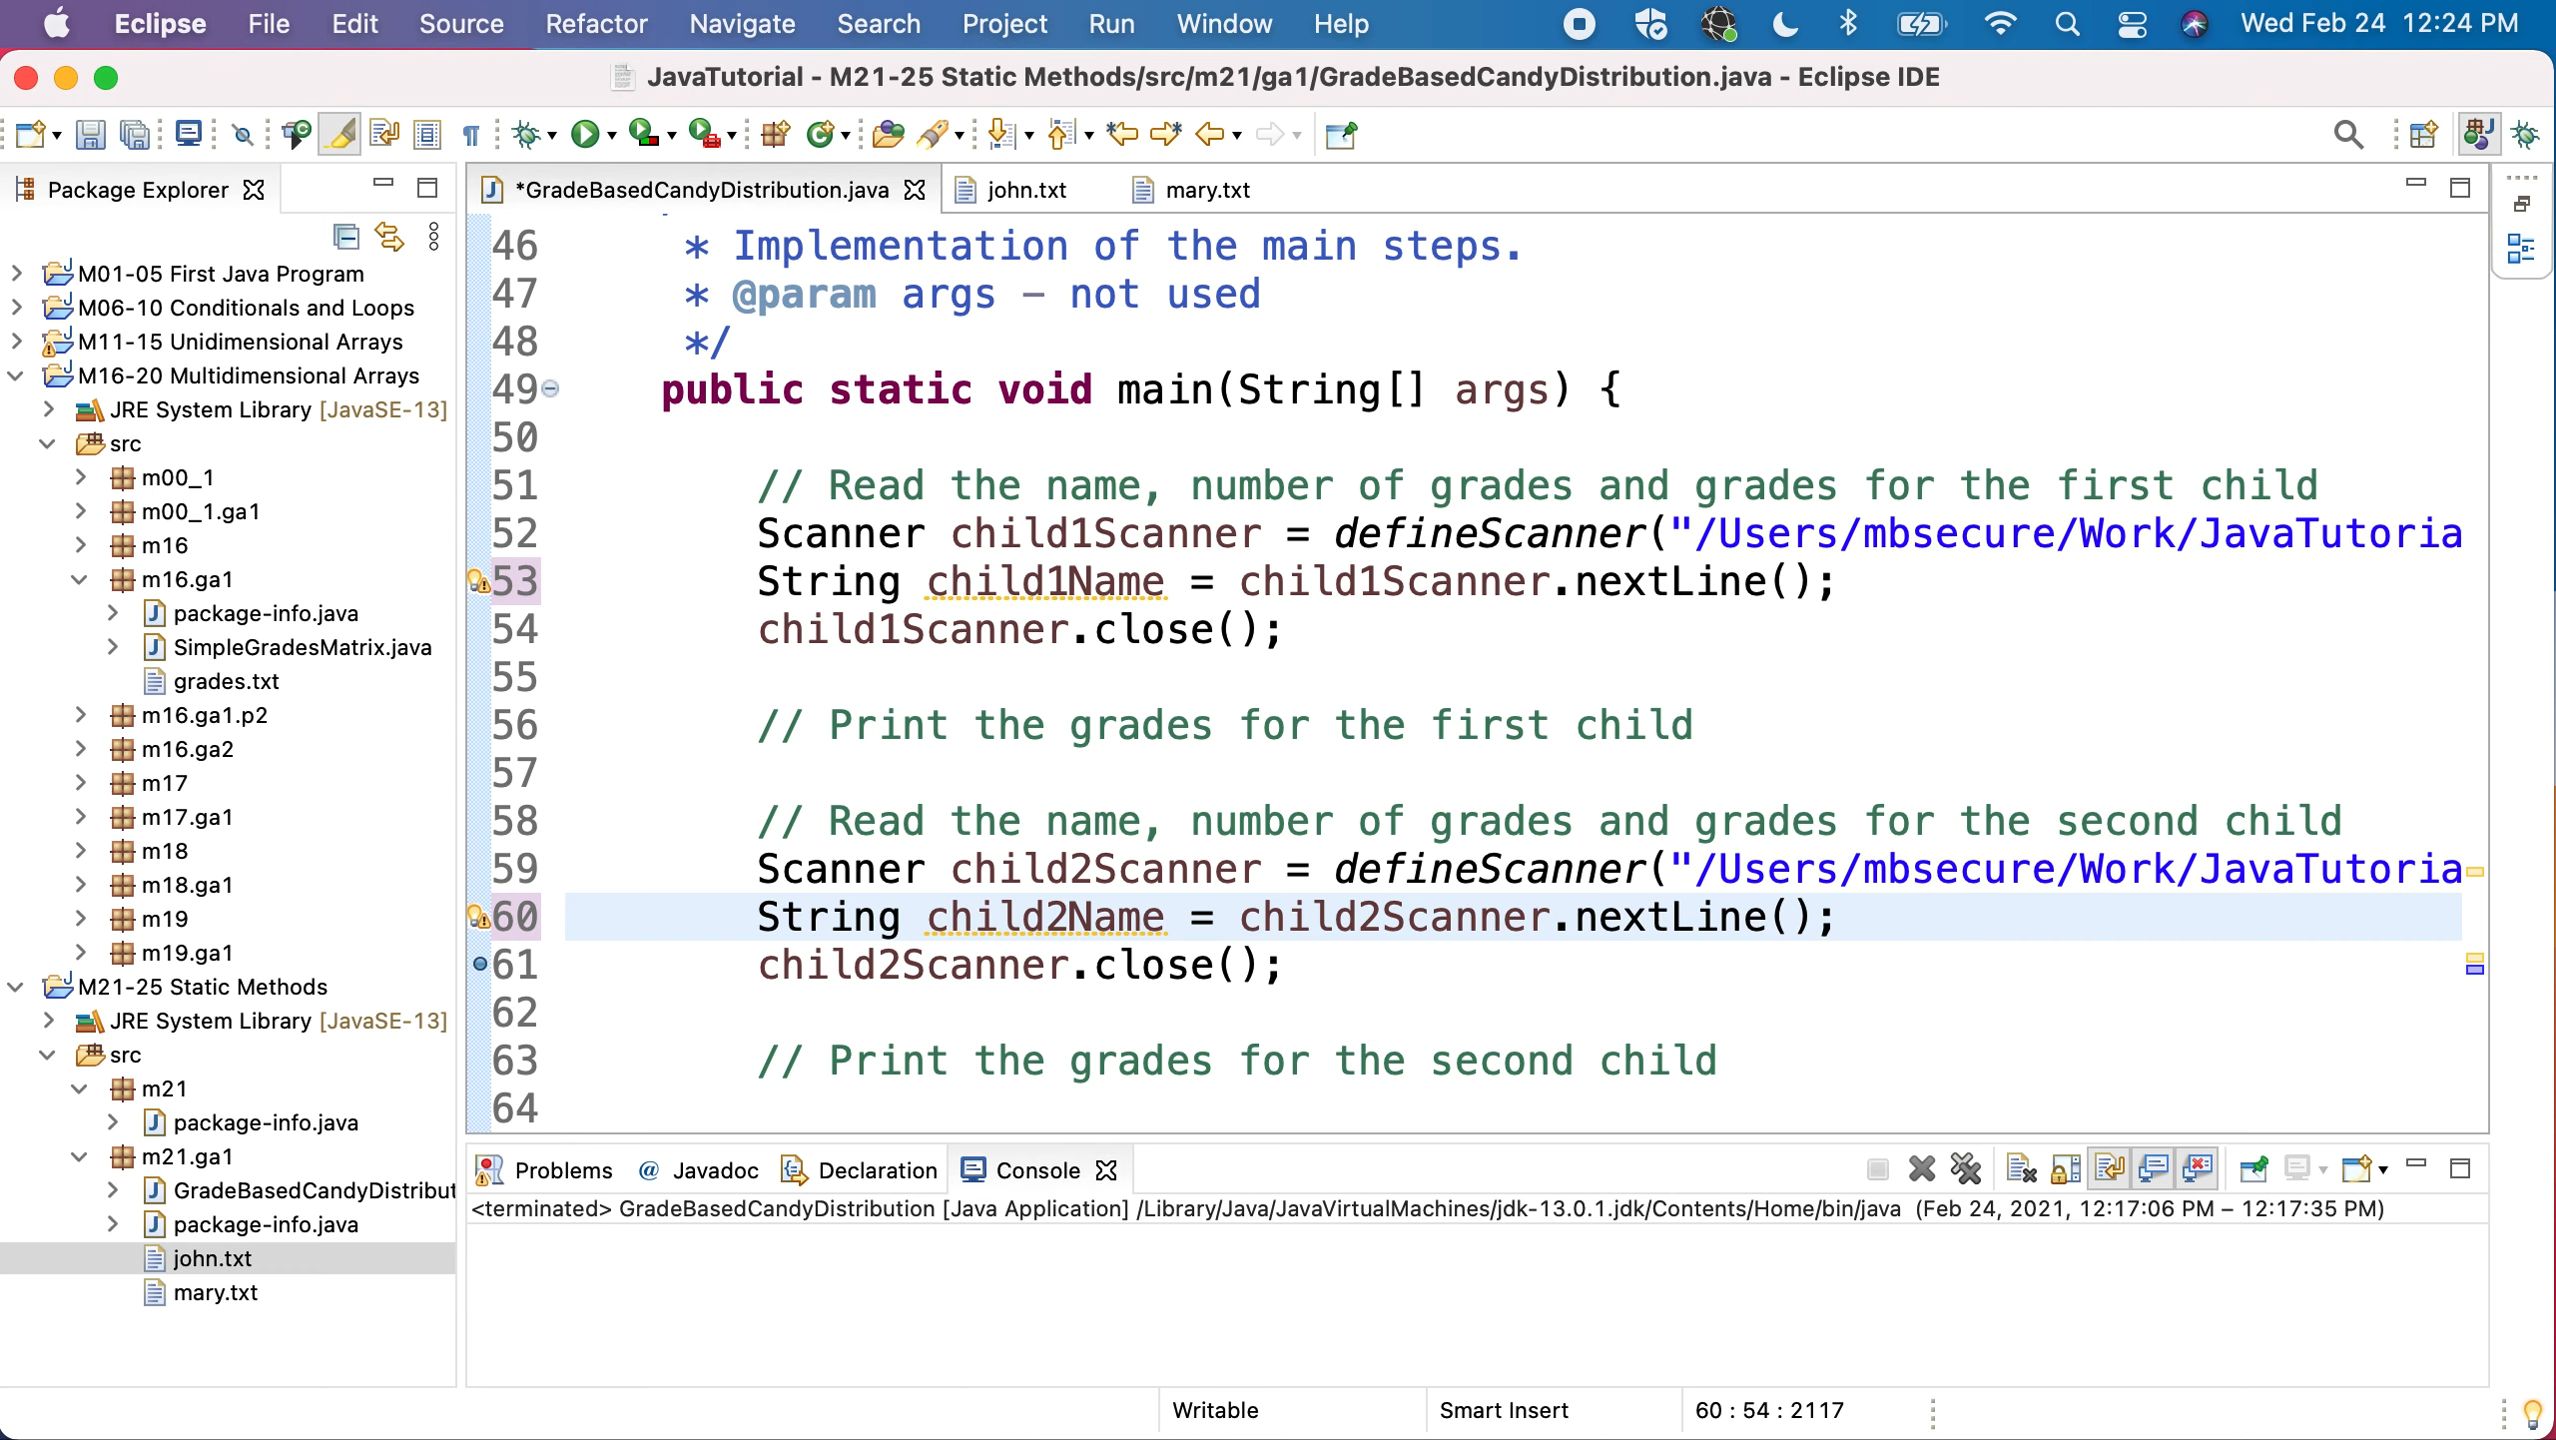 Eclipse File Edit Source Refactor Navigate Search Project Run Window Help Wed Feb 24 12:24 PM
JavaTutorial - M21-25 Static Methods/src/m21/ga1/GradeBasedCandyDistribution.java - Eclipse IDE
Package Explorer
M01-05 First Java Program
M06-10 Conditionals and Loops
M11-15 Unidimensional Arrays
M16-20 Multidimensional Arrays
JRE System Library [JavaSE-13]
src
m00_1
m00_1.ga1
m16
m16.ga1
package-info.java
SimpleGradesMatrix.java
grades.txt
m16.ga1.p2
m16.ga2
m17
m17.ga1
m18
m18.ga1
m19
m19.ga1
M21-25 Static Methods
JRE System Library [JavaSE-13]
src
m21
package-info.java
m21.ga1
GradeBasedCandyDistribut
package-info.java
john.txt
mary.txt
*GradeBasedCandyDistribution.java john.txt mary.txt
46 * Implementation of the main steps.
47 * @param args – not used
48 */
49 public static void main(String[] args) {
50
51 // Read the name, number of grades and grades for the first child
52 Scanner child1Scanner = defineScanner("/Users/mbsecure/Work/JavaTutoria
53 String child1Name = child1Scanner.nextLine();
54 child1Scanner.close();
55
56 // Print the grades for the first child
57
58 // Read the name, number of grades and grades for the second child
59 Scanner child2Scanner = defineScanner("/Users/mbsecure/Work/JavaTutoria
60 String child2Name = child2Scanner.nextLine();
61 child2Scanner.close();
62
63 // Print the grades for the second child
64
Problems @ Javadoc Declaration Console
<terminated> GradeBasedCandyDistribution [Java Application] /Library/Java/JavaVirtualMachines/jdk-13.0.1.jdk/Contents/Home/bin/java (Feb 24, 2021, 12:17:06 PM – 12:17:35 PM)
Writable Smart Insert 60 : 54 : 2117